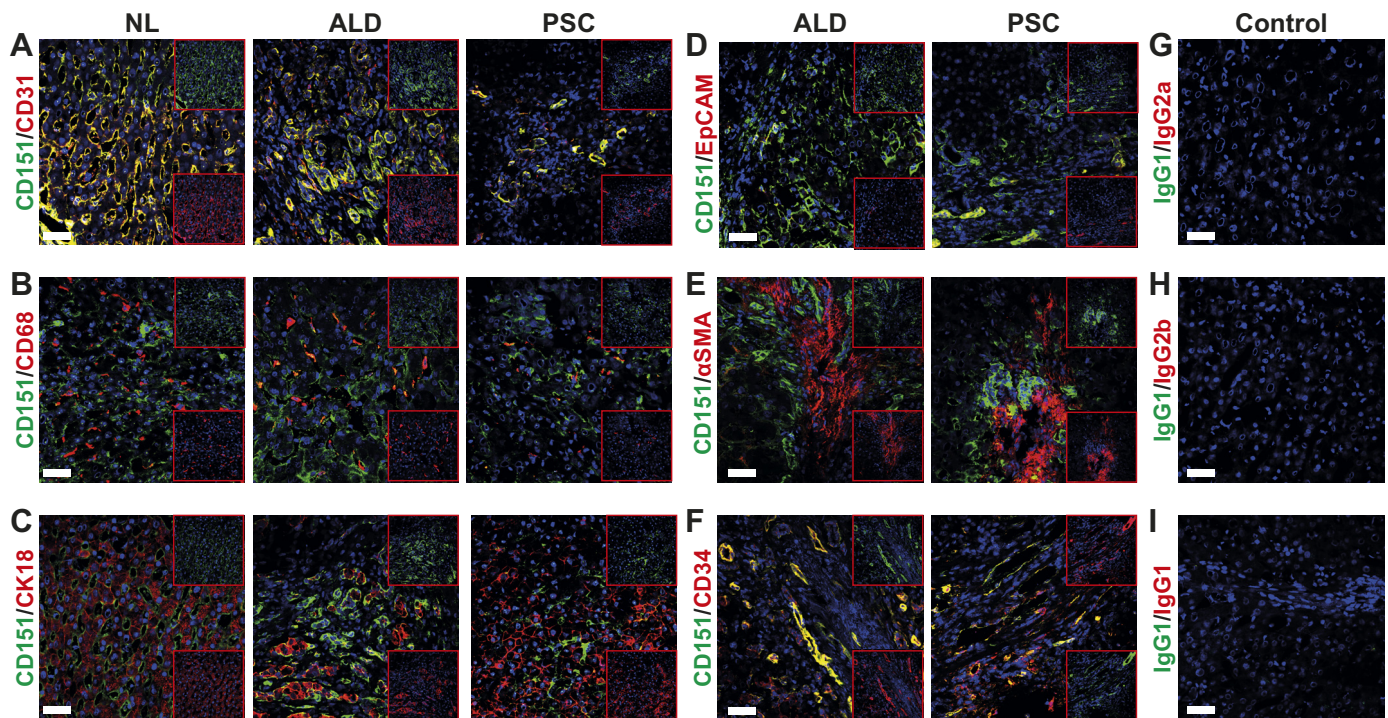 NL ALD PSC ALD PSC Control
A D G
CD151/CD31
CD151/EpCAM
IgG1/IgG2a
B E H
CD151/CD68
CD151/αSMA
IgG1/IgG2b
C F I
CD151/CK18
CD151/CD34
IgG1/IgG1